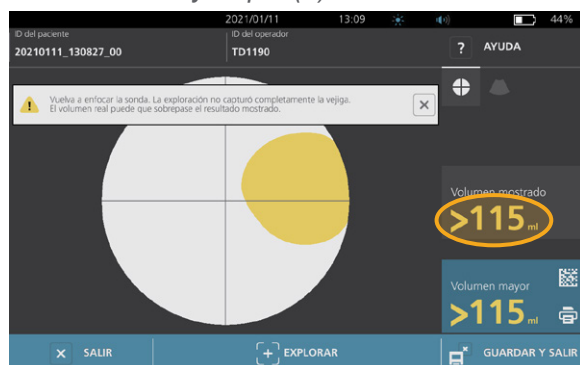 2021/01/11 13:09 44%
ID del paciente
20210111_130827_00
ID del operador
TD1190
? AYUDA
Vuelva a enfocar la sonda. La exploración no capturó completamente la vejiga.
El volumen real puede que sobrepase el resultado mostrado.
Volumen mostrado
>115 ml
Volumen mayor
>115 ml
SALIR
EXPLORAR
GUARDAR Y SALIR